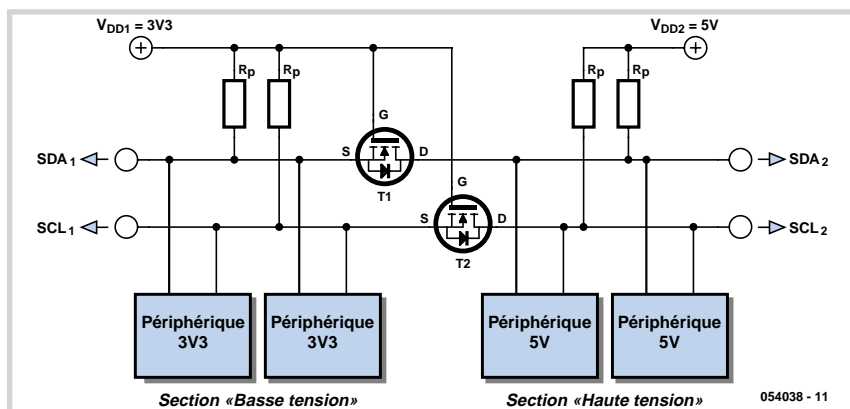 VDD1 = 3V3
VDD2 = 5V
Rp Rp Rp Rp
G
SDA1 S D SDA2
T1
G
SCL1 S D SCL2
T2
Périphérique Périphérique Périphérique Périphérique
3V3 3V3 5V 5V
Section «Basse tension» Section «Haute tension» 054038 - 11